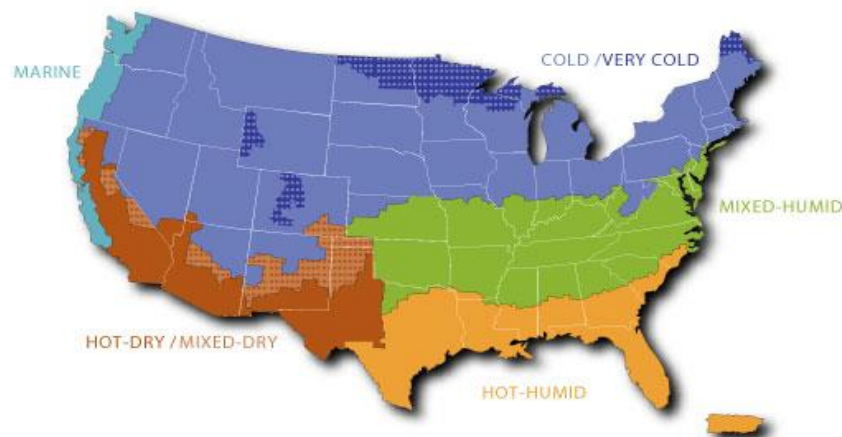 MARINE
COLD /VERY COLD
MIXED-HUMID
HOT-DRY / MIXED-DRY
HOT-HUMID